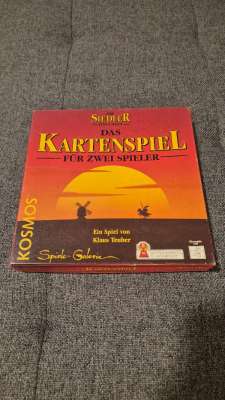 SIEDLER
DAS
KARTENSPIEL
FÜR ZWEI SPIELER
KOSMOS
Ein Spiel von
Klaus Teuber
Spiele-Galerie